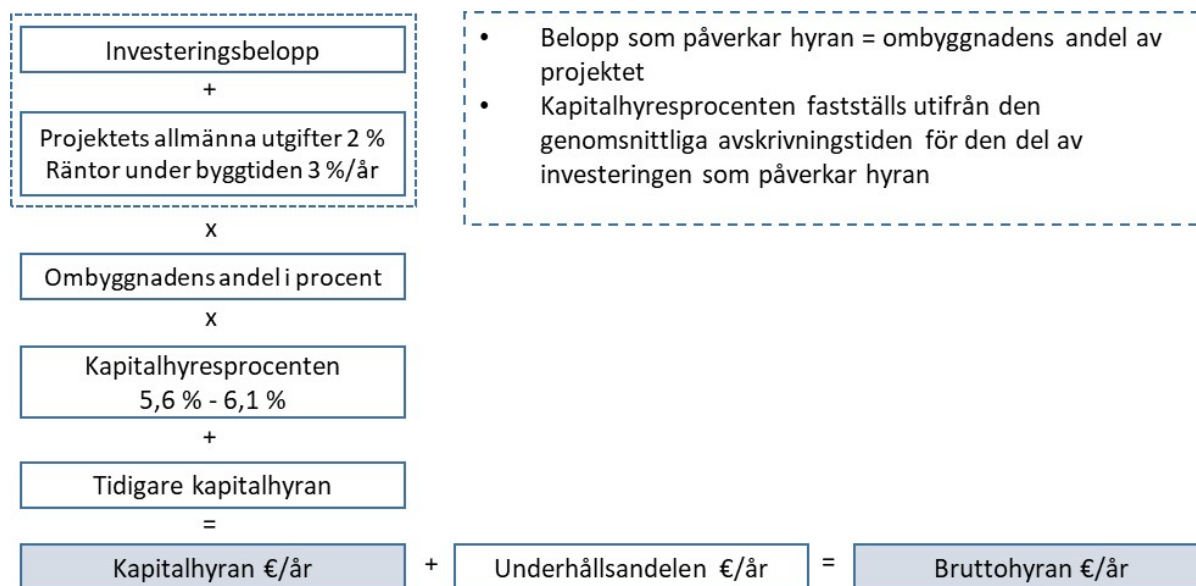 Investeringsbelopp
+
Projektets allmänna utgifter 2 %
Räntor under byggtiden 3 %/år
x
Ombyggnadens andel i procent
x
Kapitalhyresprocenten
5,6 % - 6,1 %
+
Tidigare kapitalhyran
=
Kapitalhyran €/år + Underhållsandelen €/år = Bruttohyran €/år
• Belopp som påverkar hyran = ombyggnadens andel av
projektet
• Kapitalhyresprocenten fastställs utifrån den
genomsnittliga avskrivningstiden för den del av
investeringen som påverkar hyran